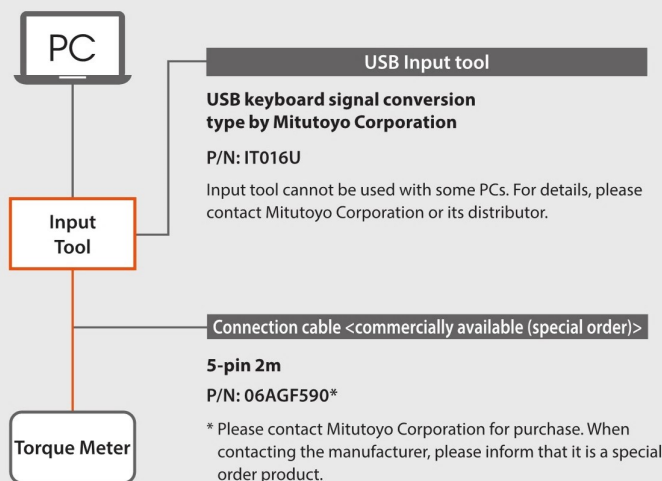 PC
USB Input tool
USB keyboard signal conversion
type by Mitutoyo Corporation
P/N: IT016U
Input tool cannot be used with some PCs. For details, please
contact Mitutoyo Corporation or its distributor.
Input
Tool
Connection cable <commercially available (special order)>
5-pin 2m
P/N: 06AGF590*
* Please contact Mitutoyo Corporation for purchase. When
contacting the manufacturer, please inform that it is a special
order product.
Torque Meter